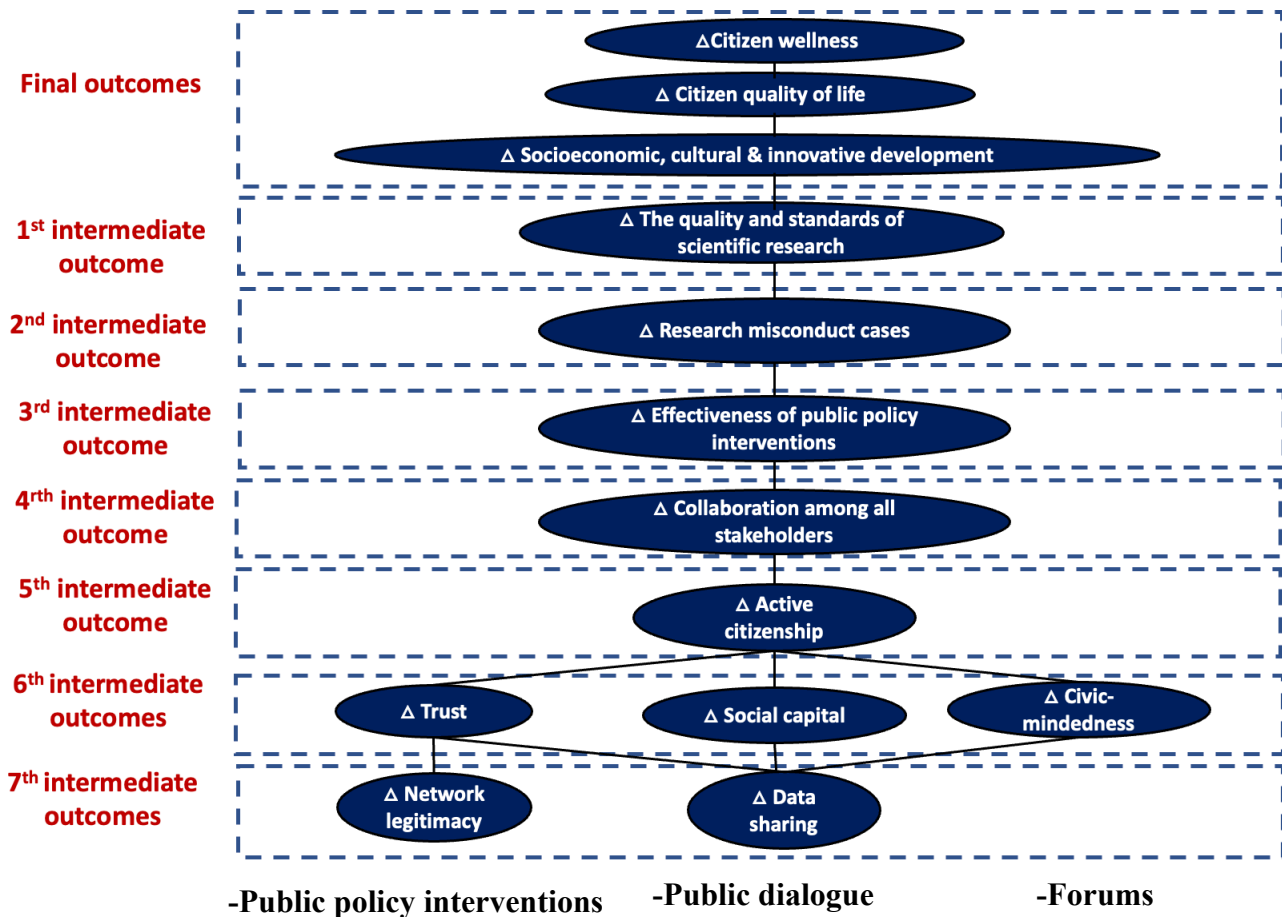 △Citizen wellness
Final outcomes
△ Citizen quality of life
△ Socioeconomic, cultural & innovative development
1st intermediate
outcome
△ The quality and standards of
scientific research
2nd intermediate
outcome
△ Research misconduct cases
3rd intermediate
outcome
△ Effectiveness of public policy
interventions
4rth intermediate
outcome
△ Collaboration among all
stakeholders
5th intermediate
outcome
△ Active
citizenship
6th intermediate
outcomes
△ Trust
△ Social capital
△ Civic-
mindedness
7th intermediate
outcomes
△ Network
legitimacy
△ Data
sharing
-Public policy interventions
-Public dialogue
-Forums